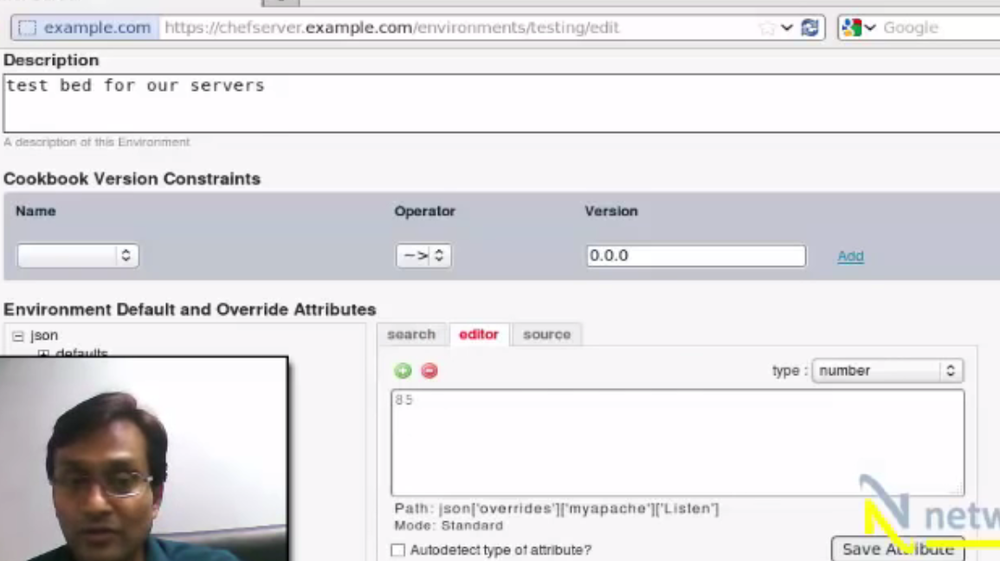 example.com https://chefserver.example.com/environments/testing/edit Google
Description
test bed for our servers
A description of this Environment
Cookbook Version Constraints
Name Operator Version
-> 0.0.0 Add
Environment Default and Override Attributes
json
defaults
search editor source
type : number
85
Path: json['overrides']['myapache']['Listen']
Mode: Standard
Autodetect type of attribute?
Save Attribute
netw